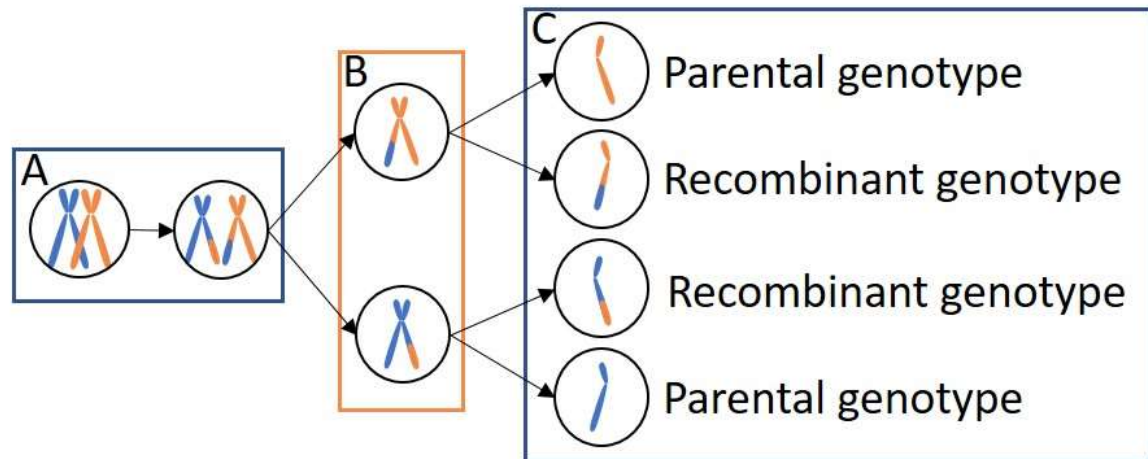 A
B
C
Parental genotype
Recombinant genotype
Recombinant genotype
Parental genotype